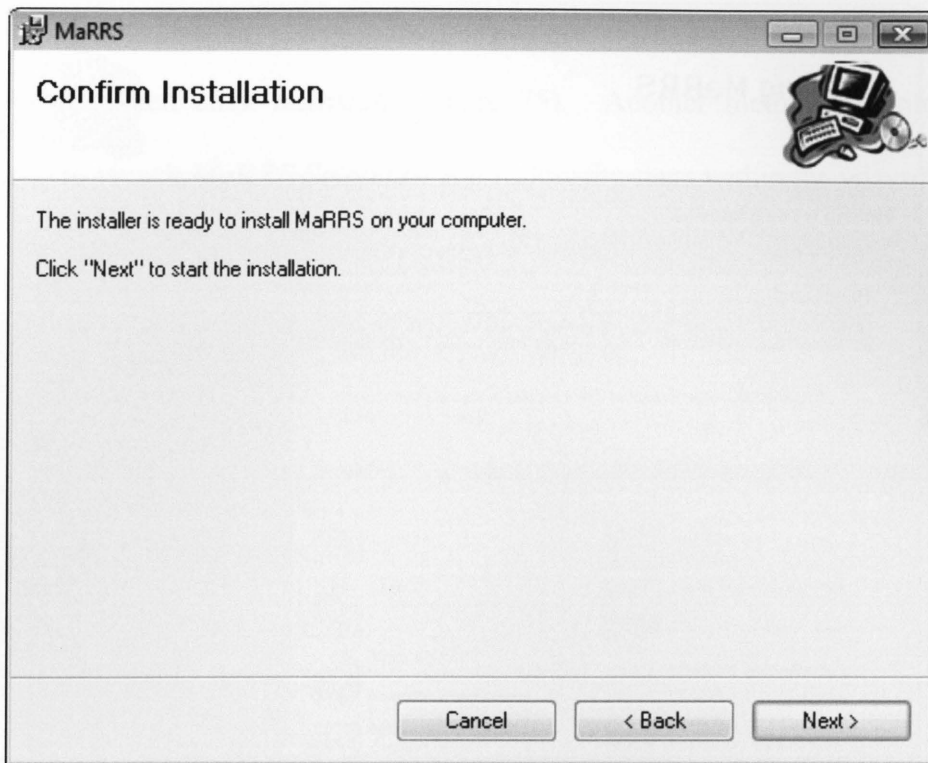 MaRRS
Confirm Installation
The installer is ready to install MaRRS on your computer.
Click "Next" to start the installation.
Cancel
< Back
Next >